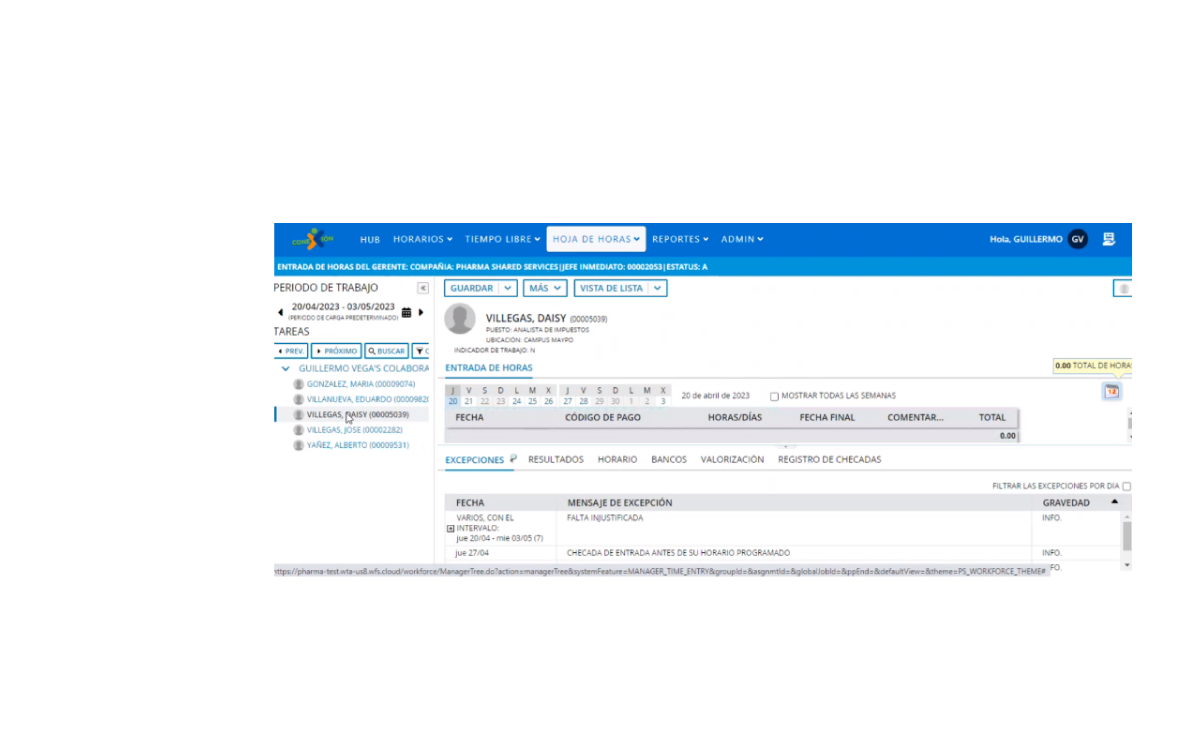 HUB HORARIOS TIEMPO LIBRE HOJA DE HORAS REPORTES ADMIN Hola, GUILLERMO GV
ENTRADA DE HORAS DEL GERENTE: COMPAÑIA: PHARMA SHARED SERVICES|JEFE INMEDIATO: 00002053|ESTATUS: A
PERIODO DE TRABAJO
20/04/2023 - 03/05/2023
(PERIODO DE CARGA PREDETERMINADO)
TAREAS
PREV. PRÓXIMO BUSCAR
GUILLERMO VEGA'S COLABORA
GONZALEZ, MARIA (00009074)
VILLANUEVA, EDUARDO (0000982
VILLEGAS, DAISY (00005039)
VILLEGAS, JOSE (00002282)
YAÑEZ, ALBERTO (00009531)
GUARDAR MÁS VISTA DE LISTA
VILLEGAS, DAISY (00005039)
PUESTO: ANALISTA DE IMPUESTOS
UBICACIÓN: CAMPUS MAYPO
INDICADOR DE TRABAJO: N
ENTRADA DE HORAS
0.00 TOTAL DE HORA
J V S D L M X J V S D L M X
20 21 22 23 24 25 26 27 28 29 30 1 2 3
20 de abril de 2023 MOSTRAR TODAS LAS SEMANAS
FECHA CÓDIGO DE PAGO HORAS/DÍAS FECHA FINAL COMENTAR... TOTAL
0.00
EXCEPCIONES RESULTADOS HORARIO BANCOS VALORIZACIÓN REGISTRO DE CHECADAS
FILTRAR LAS EXCEPCIONES POR DÍA
FECHA MENSAJE DE EXCEPCIÓN GRAVEDAD
VARIOS, CON EL FALTA INJUSTIFICADA INFO.
INTERVALO:
jue 20/04 - mie 03/05 (7)
jue 27/04 CHECADA DE ENTRADA ANTES DE SU HORARIO PROGRAMADO INFO.
https://pharma-test.wta-us8.wfs.cloud/workforce/ManagerTree.do?action=managerTree&systemFeature=MANAGER_TIME_ENTRY&groupId=&asgnmtId=&globalJobId=&ppEnd=&defaultView=&theme=PS_WORKFORCE_THEME# FO.